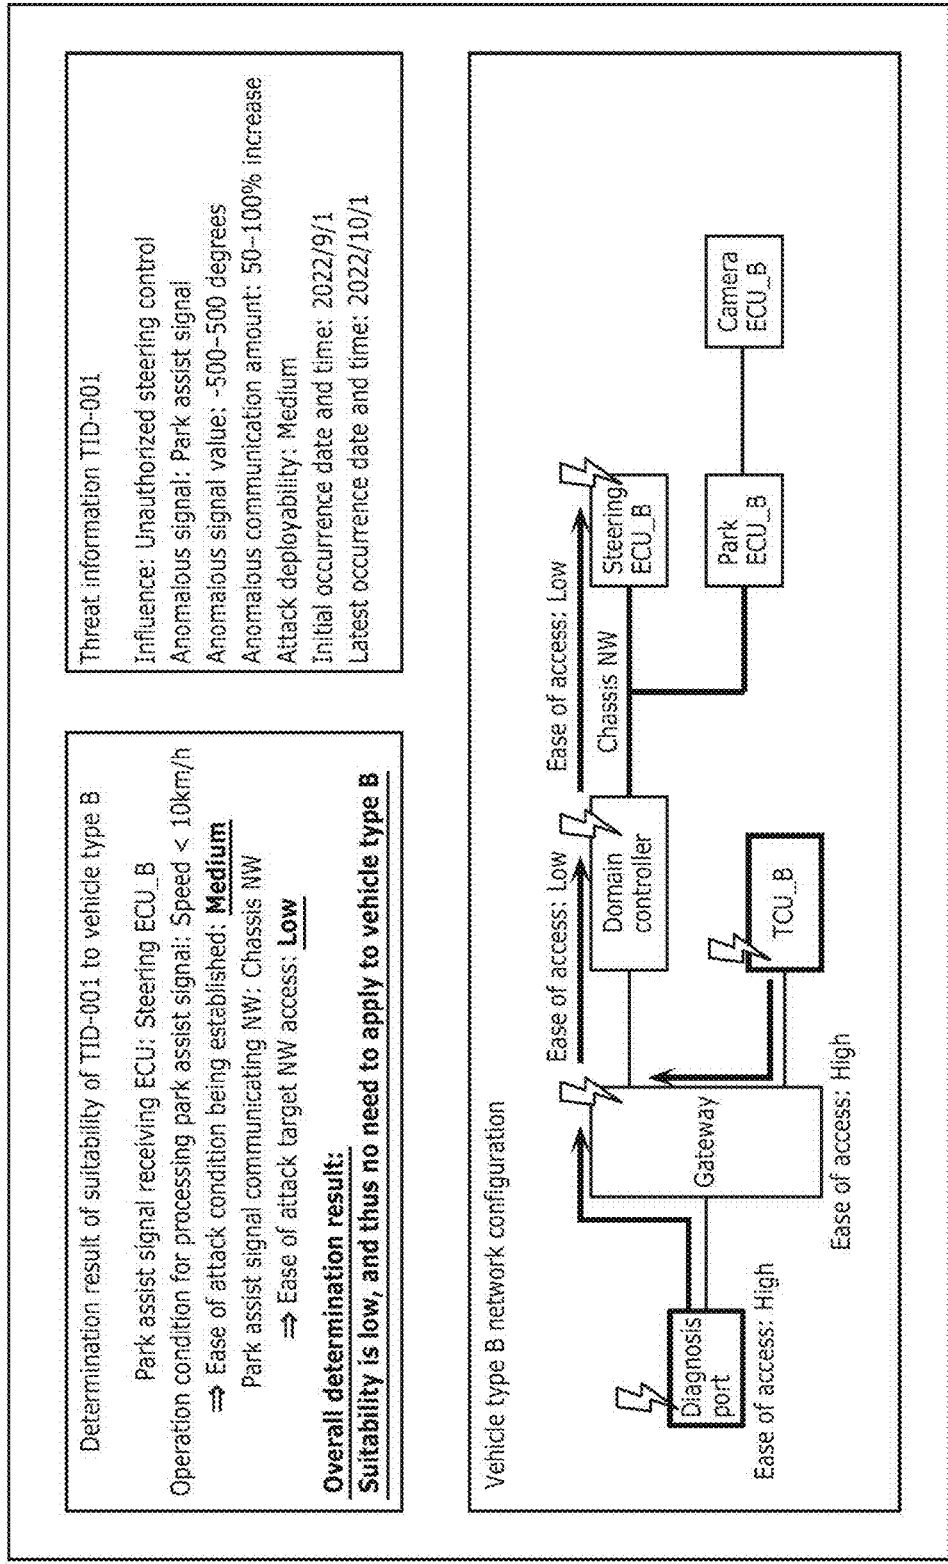 Determination result of suitability of TID-001 to vehicle type B
Park assist signal receiving ECU: Steering ECU_B
Operation condition for processing park assist signal: Speed < 10km/h
⇒ Ease of attack condition being established: Medium
Park assist signal communicating NW: Chassis NW
⇒ Ease of attack target NW access: Low
Overall determination result:
Suitability is low, and thus no need to apply to vehicle type B
Threat information TID-001
Influence: Unauthorized steering control
Anomalous signal: Park assist signal
Anomalous signal value: -500-500 degrees
Anomalous communication amount: 50-100% increase
Attack deployability: Medium
Initial occurrence date and time: 2022/9/1
Latest occurrence date and time: 2022/10/1
Vehicle type B network configuration
Ease of access: Low
Ease of access: Low
Chassis NW
Domain
controller
Steering
ECU_B
Diagnosis
port
Gateway
TCU_B
Park
ECU_B
Camera
ECU_B
Ease of access: High
Ease of access: High